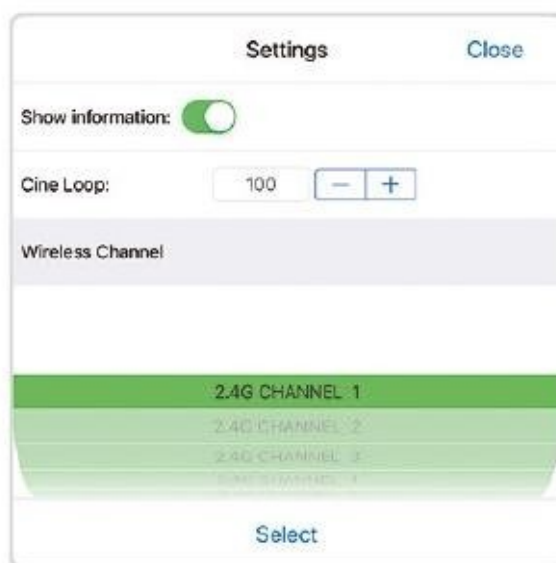 Settings Close
Show information:
Cine Loop: 100 − +
Wireless Channel
2.4G CHANNEL 1
2.4G CHANNEL 2
2.4G CHANNEL 3
Select